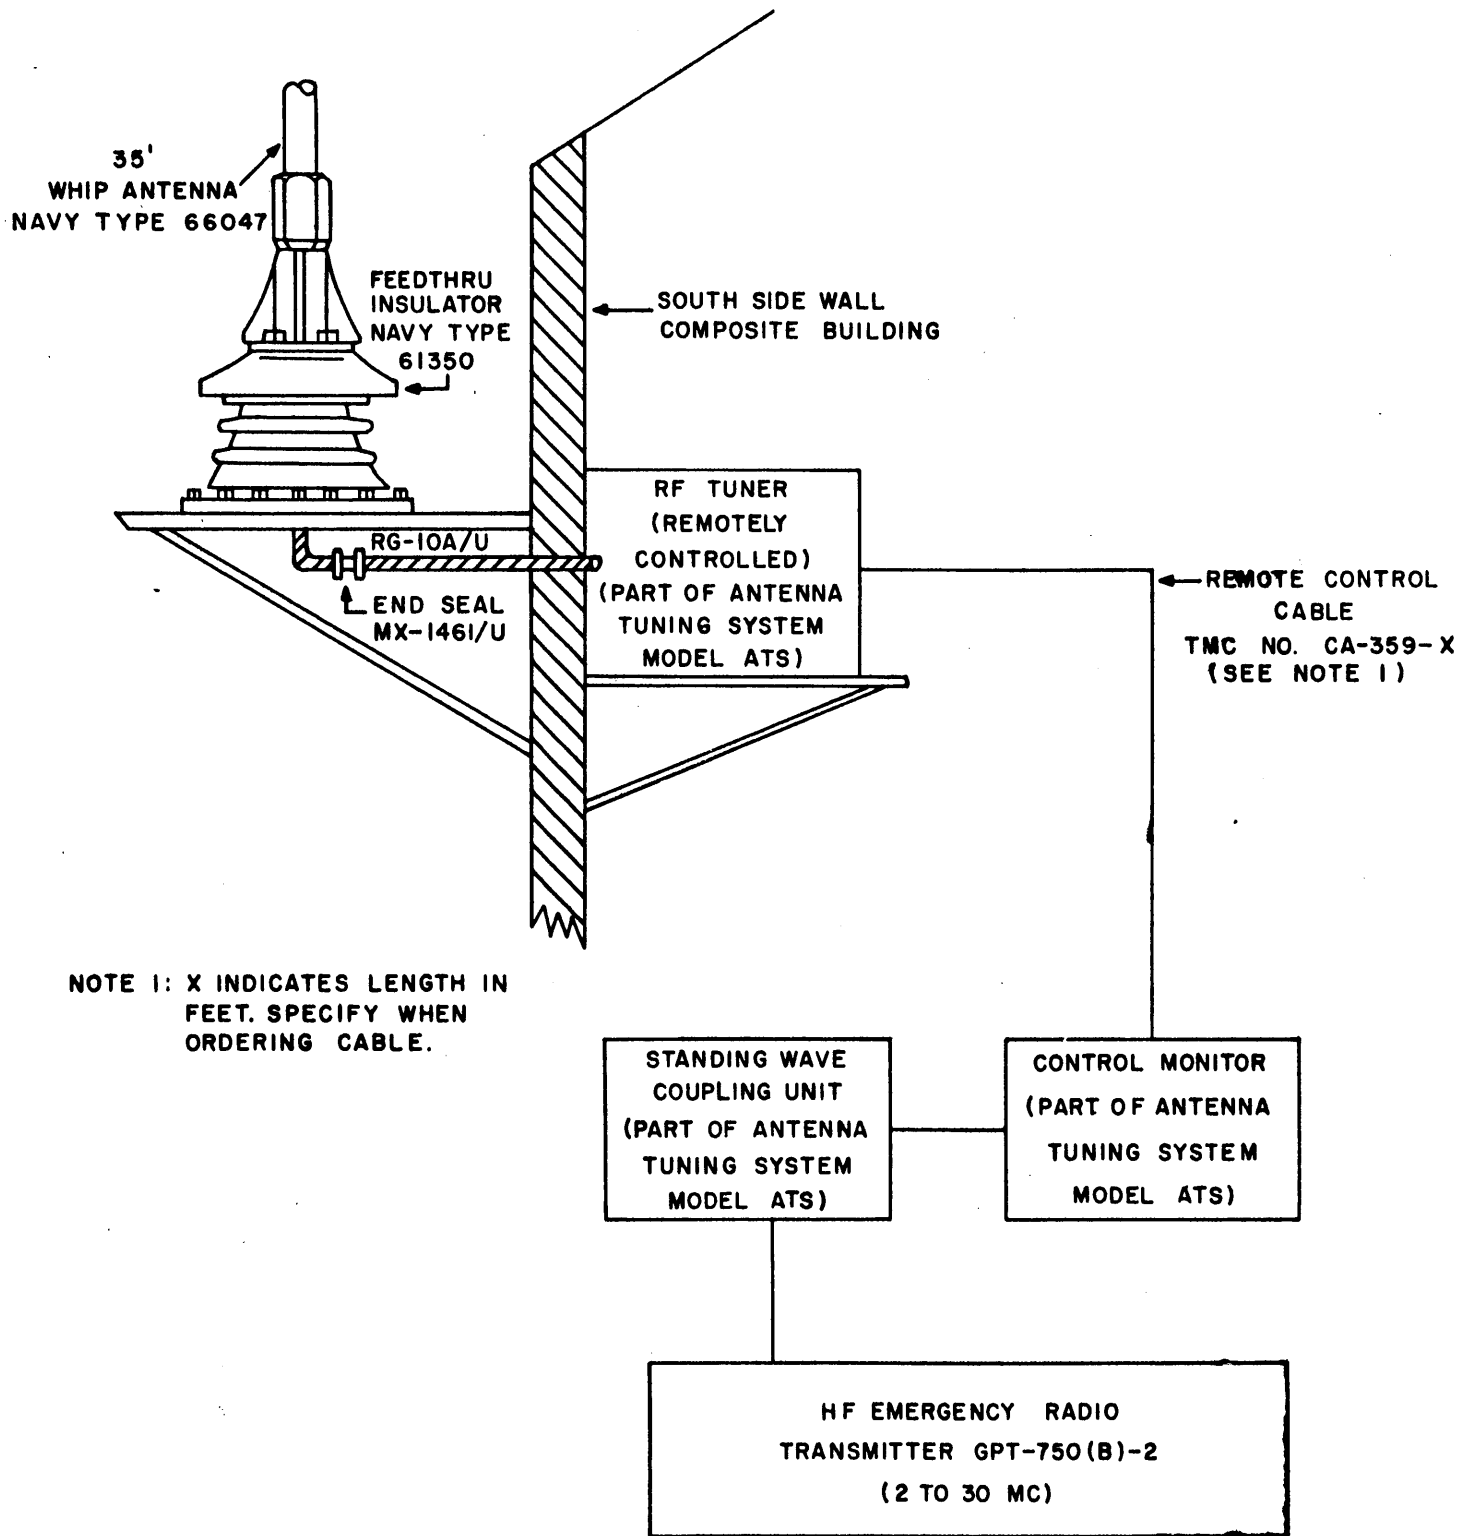 35'
WHIP ANTENNA
NAVY TYPE 66047
FEEDTHRU
INSULATOR
NAVY TYPE
61350
SOUTH SIDE WALL
COMPOSITE BUILDING
RF TUNER
(REMOTELY
CONTROLLED)
(PART OF ANTENNA
TUNING SYSTEM
MODEL ATS)
RG-10A/U
END SEAL
MX-1461/U
REMOTE CONTROL
CABLE
TMC NO. CA-359-X
(SEE NOTE 1)
NOTE 1: X INDICATES LENGTH IN
FEET. SPECIFY WHEN
ORDERING CABLE.
STANDING WAVE
COUPLING UNIT
(PART OF ANTENNA
TUNING SYSTEM
MODEL ATS)
CONTROL MONITOR
(PART OF ANTENNA
TUNING SYSTEM
MODEL ATS)
HF EMERGENCY RADIO
TRANSMITTER GPT-750(B)-2
(2 TO 30 MC)